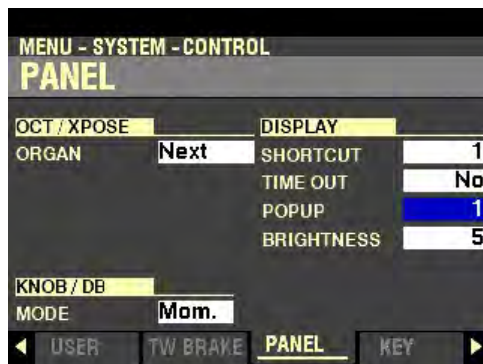 MENU - SYSTEM - CONTROL
PANEL
OCT / XPOSE
ORGAN Next
DISPLAY
SHORTCUT 1
TIME OUT No
POPUP 1
BRIGHTNESS 5
KNOB / DB
MODE Mom.
USER TW BRAKE PANEL KEY